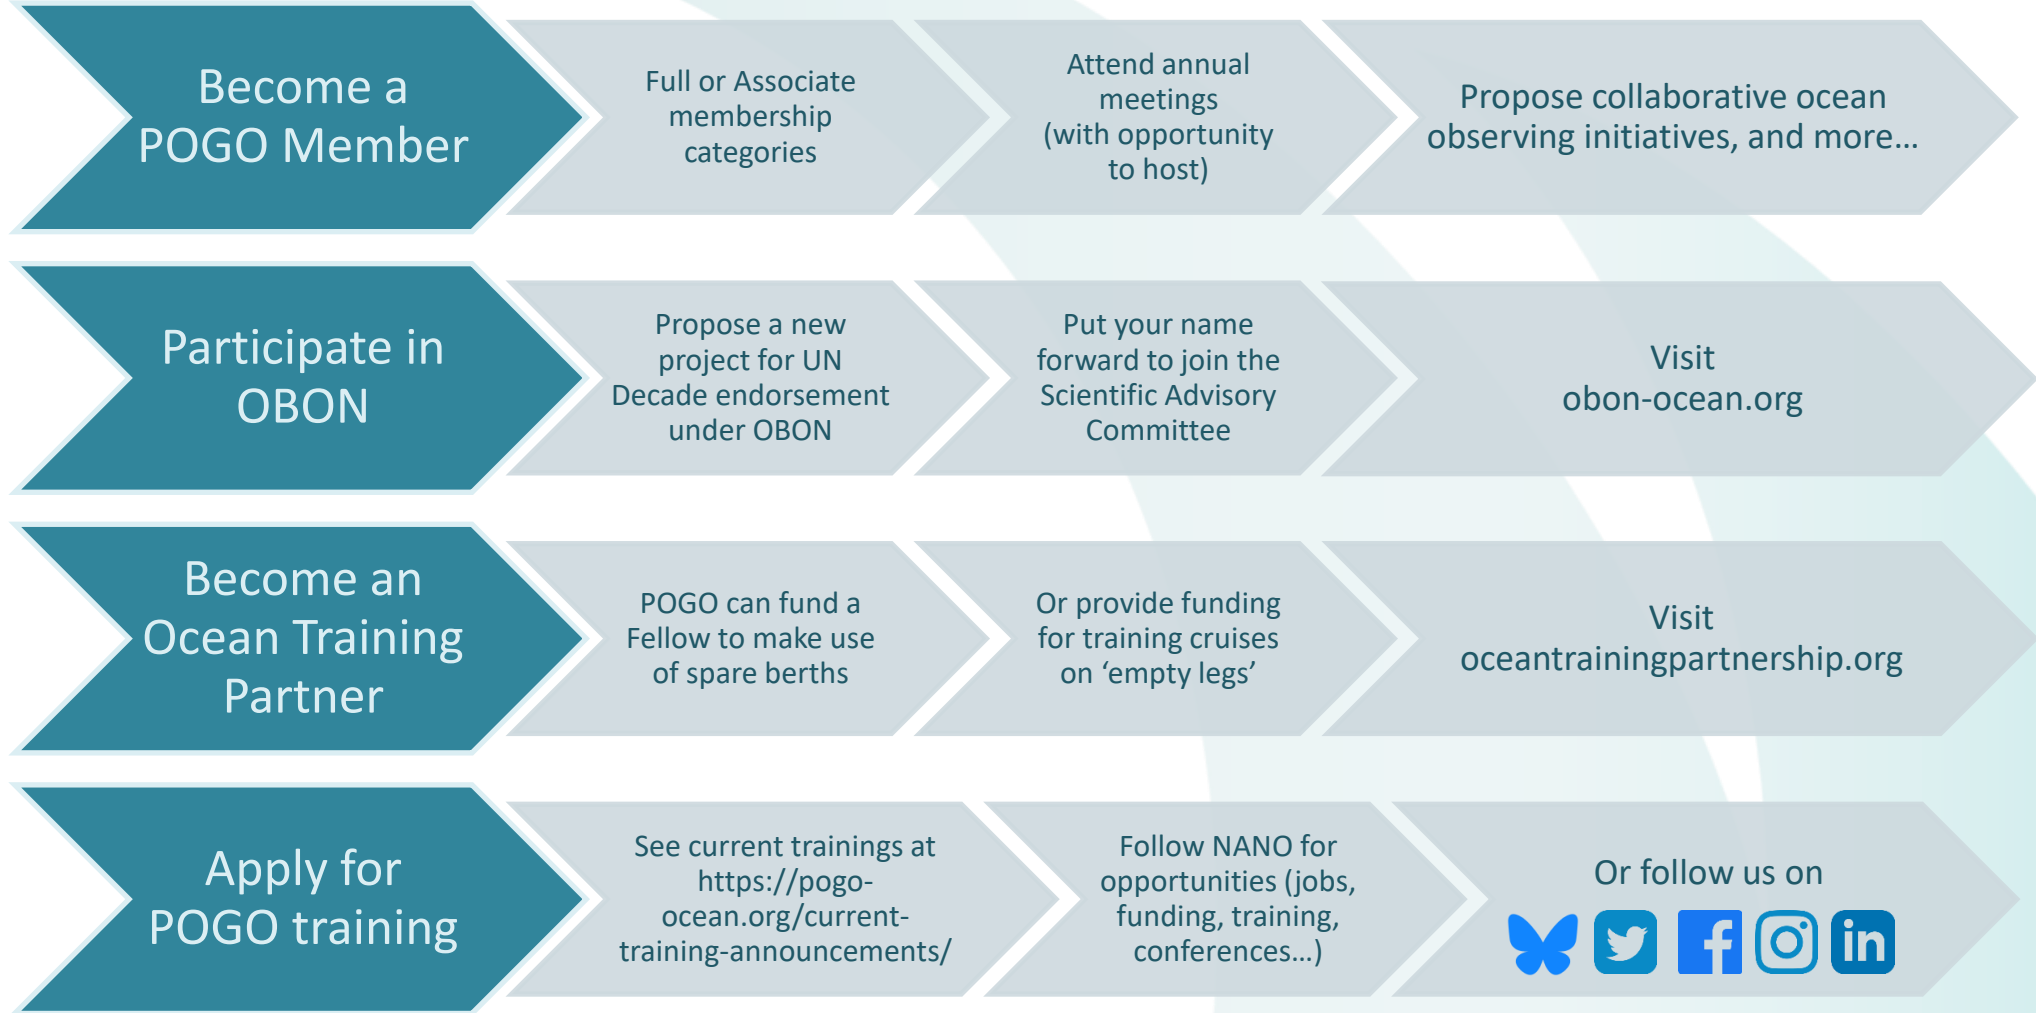 Become a
POGO Member
Full or Associate
membership
categories
Attend annual
meetings
(with opportunity
to host)
Propose collaborative ocean
observing initiatives, and more…
Participate in
OBON
Propose a new
project for UN
Decade endorsement
under OBON
Put your name
forward to join the
Scientific Advisory
Committee
Visit
obon-ocean.org
Become an
Ocean Training
Partner
POGO can fund a
Fellow to make use
of spare berths
Or provide funding
for training cruises
on ‘empty legs’
Visit
oceantrainingpartnership.org
Apply for
POGO training
See current trainings at
https://pogo-
ocean.org/current-
training-announcements/
Follow NANO for
opportunities (jobs,
funding, training,
conferences…)
Or follow us on
f
in